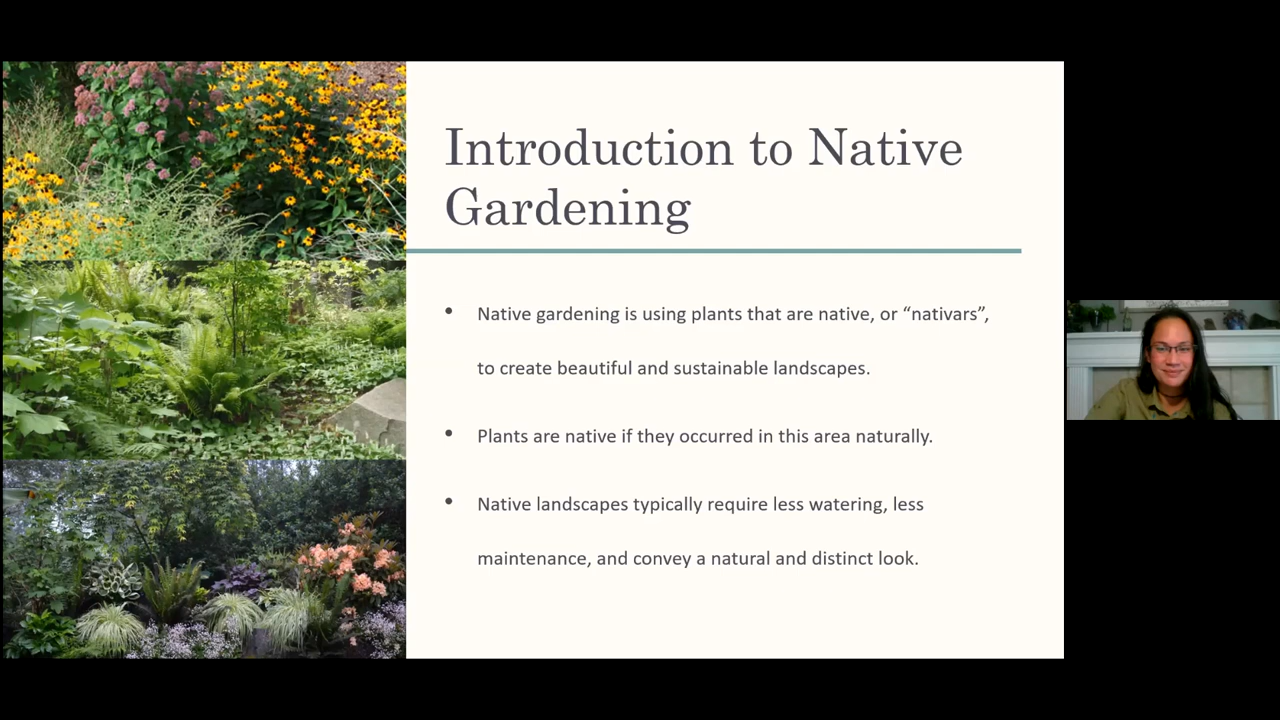 Introduction to Native
Gardening
• Native gardening is using plants that are native, or “nativars”,
to create beautiful and sustainable landscapes.
• Plants are native if they occurred in this area naturally.
• Native landscapes typically require less watering, less
maintenance, and convey a natural and distinct look.